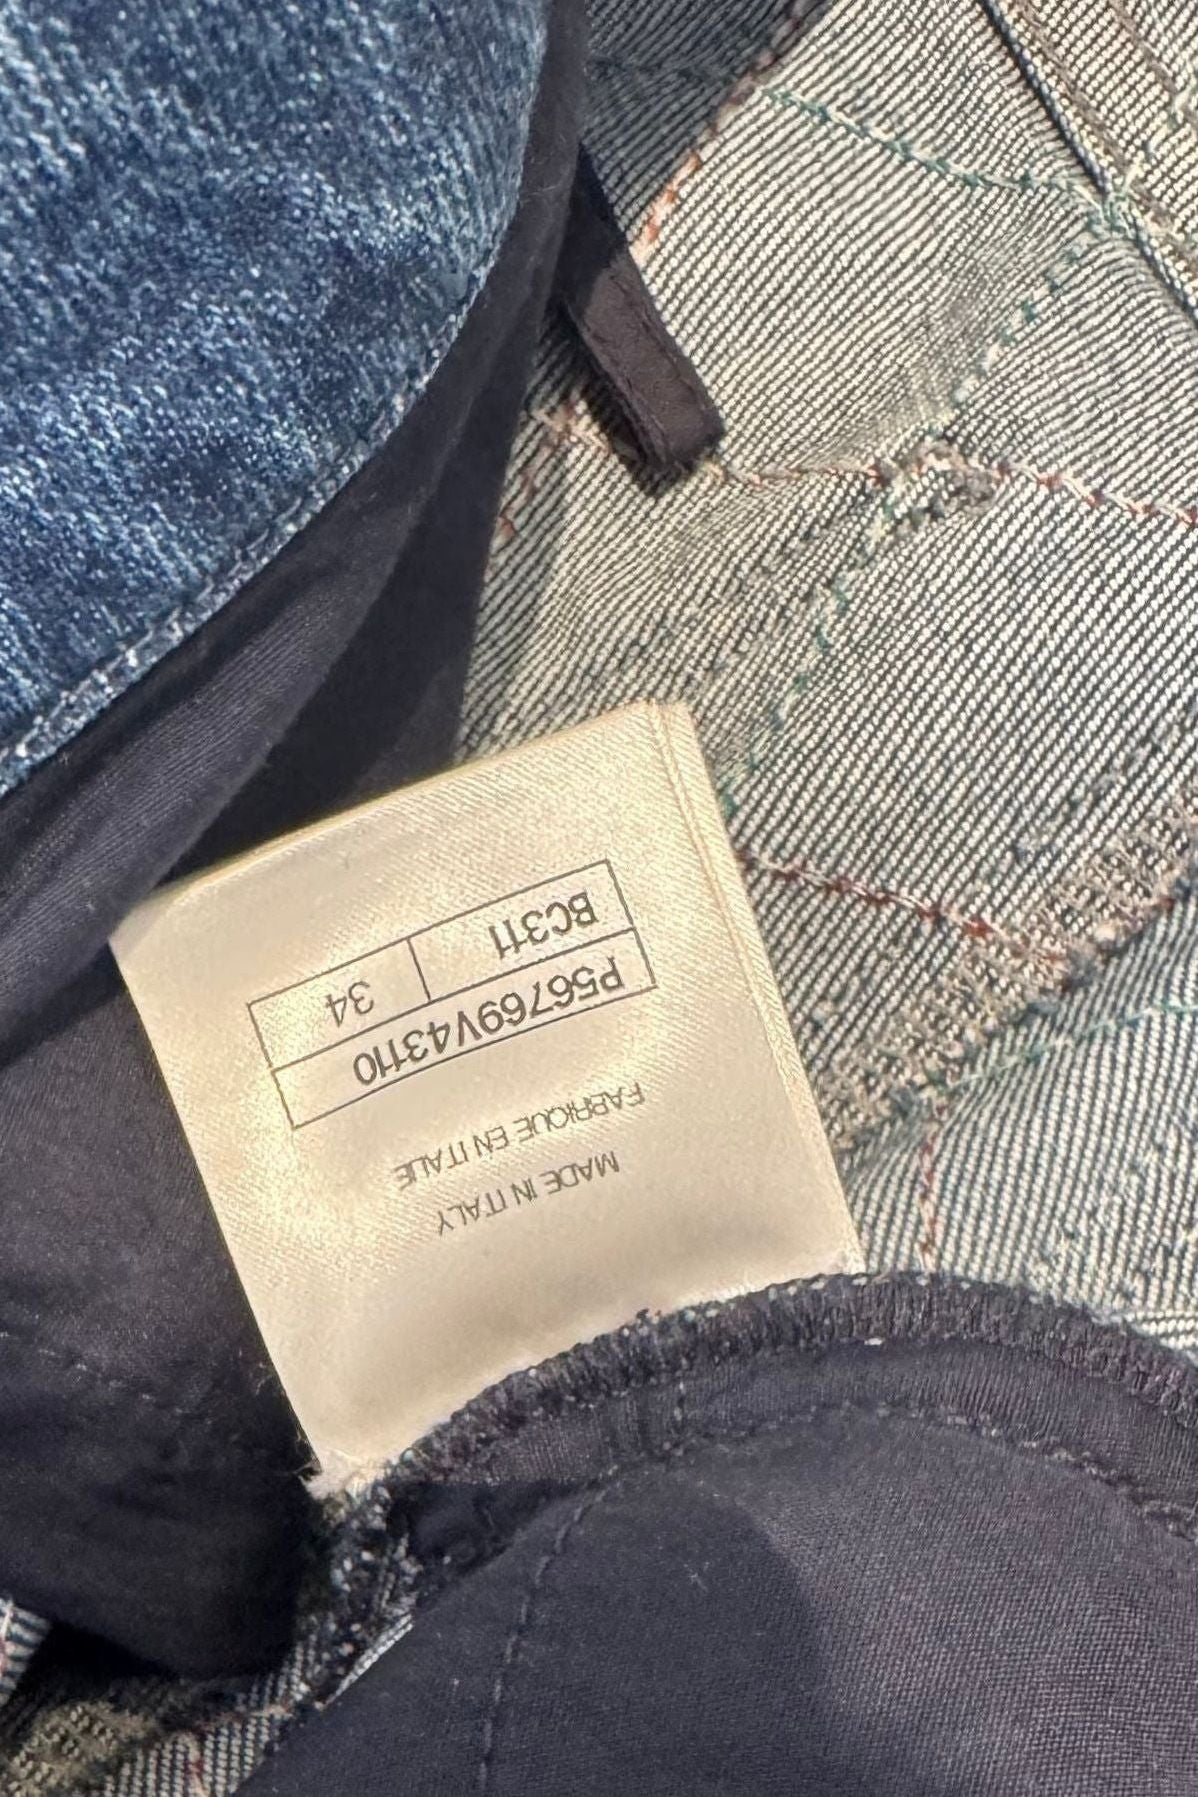 MADE IN ITALY
FABRIQUE EN ITALIE
P56769V43110
BC311 34